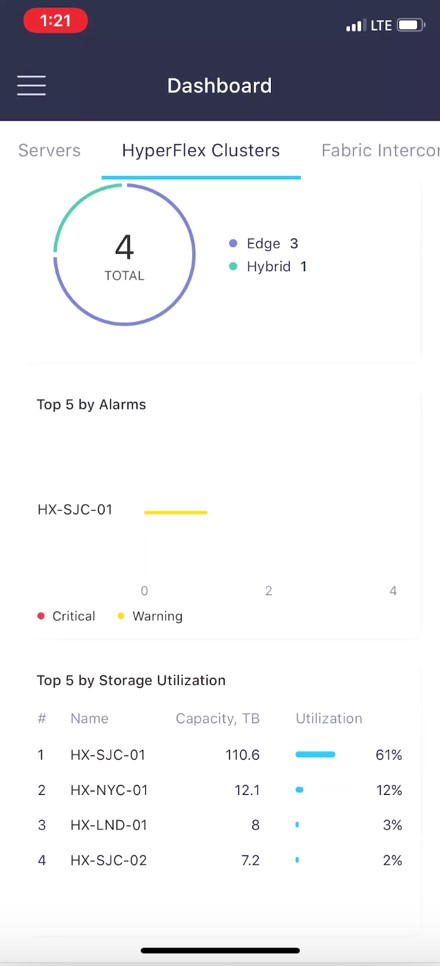 1:21 LTE
Dashboard
Servers HyperFlex Clusters Fabric Intercor
4
TOTAL
Edge 3
Hybrid 1
Top 5 by Alarms
HX-SJC-01
0 2 4
Critical Warning
Top 5 by Storage Utilization
# Name Capacity, TB Utilization
1 HX-SJC-01 110.6 61%
2 HX-NYC-01 12.1 12%
3 HX-LND-01 8 3%
4 HX-SJC-02 7.2 2%